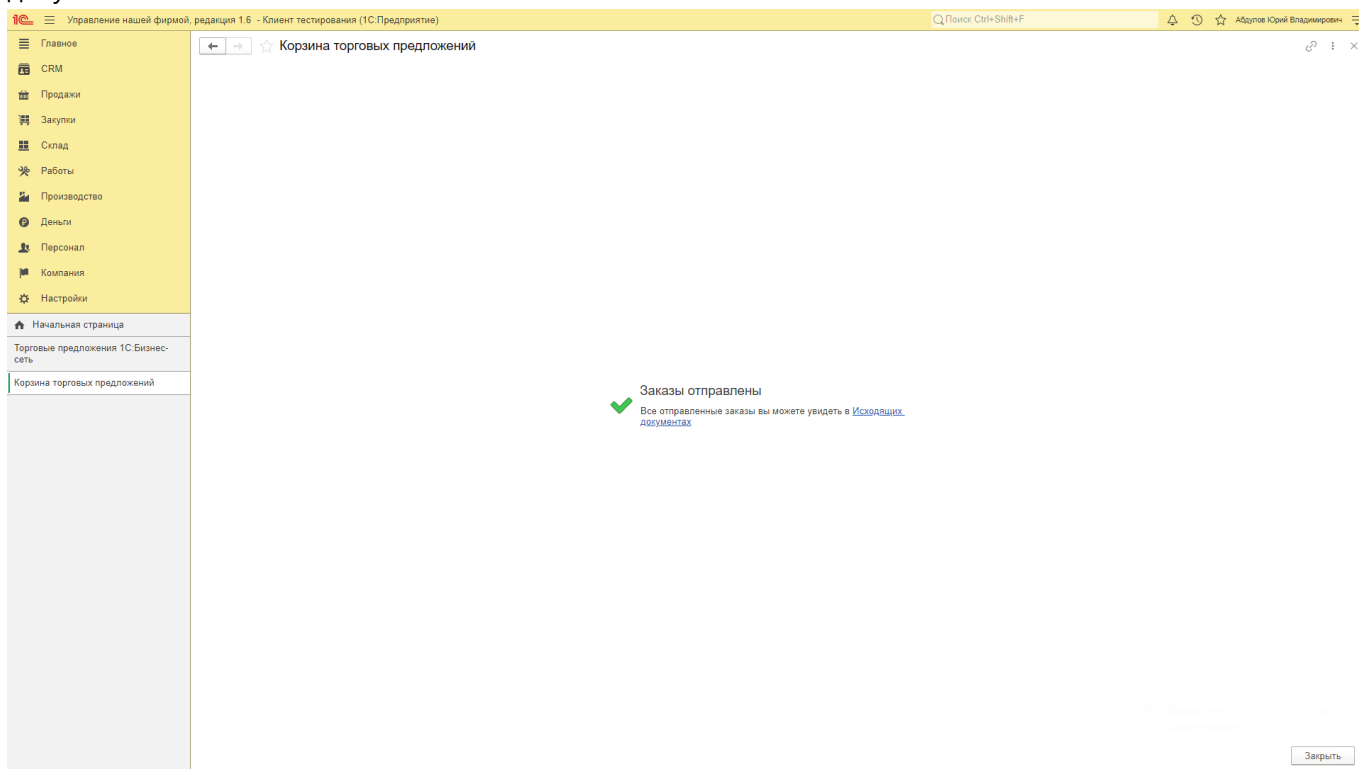 1С Управление нашей фирмой, редакция 1.6 - Клиент тестирования (1С:Предприятие) Поиск Ctrl+Shift+F Абдулов Юрий Владимирович
Главное
Корзина торговых предложений
CRM
Продажи
Закупки
Склад
Работы
Производство
Деньги
Персонал
Компания
Настройки
Начальная страница
Торговые предложения 1С:Бизнес-
сеть
Корзина торговых предложений
Заказы отправлены
Все отправленные заказы вы можете увидеть в Исходящих
документах
Закрыть